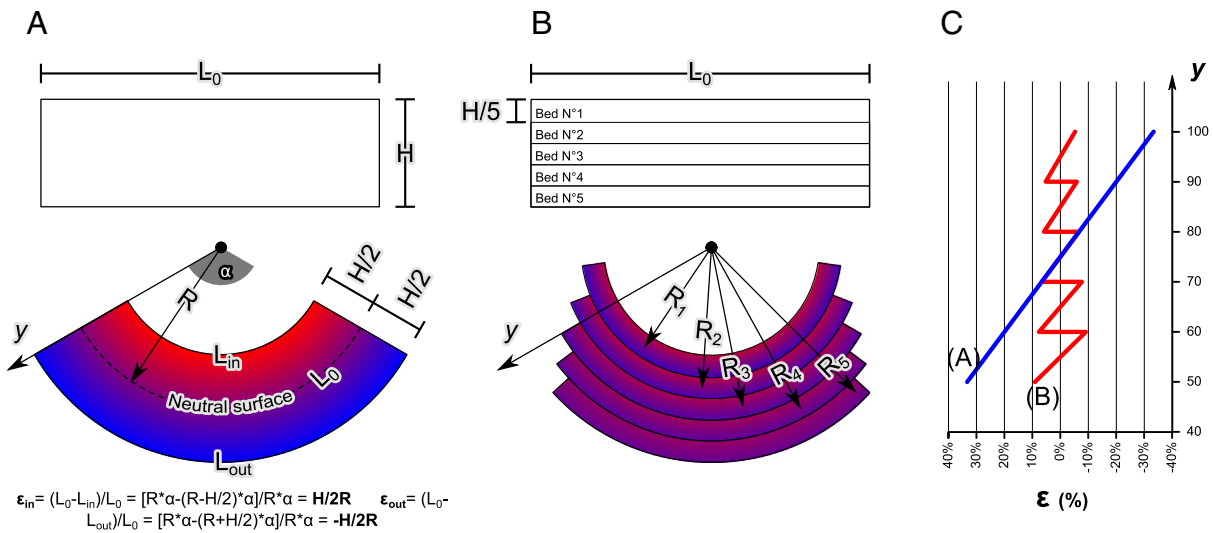 A
L0
H
α
R
H/2
H/2
y
Lin
L0
Neutral surface
Lout
εin= (L0-Lin)/L0 = [R*α-(R-H/2)*α]/R*α = H/2R εout= (L0-
Lout)/L0 = [R*α-(R+H/2)*α]/R*α = -H/2R
B
L0
H/5
Bed N°1
Bed N°2
Bed N°3
Bed N°4
Bed N°5
R1
R2
R3
R4
R5
y
C
y
100
90
80
70
60
50
40
(A)
(B)
40% 30% 20% 10% 0% -10% -20% -30% -40%
ε (%)